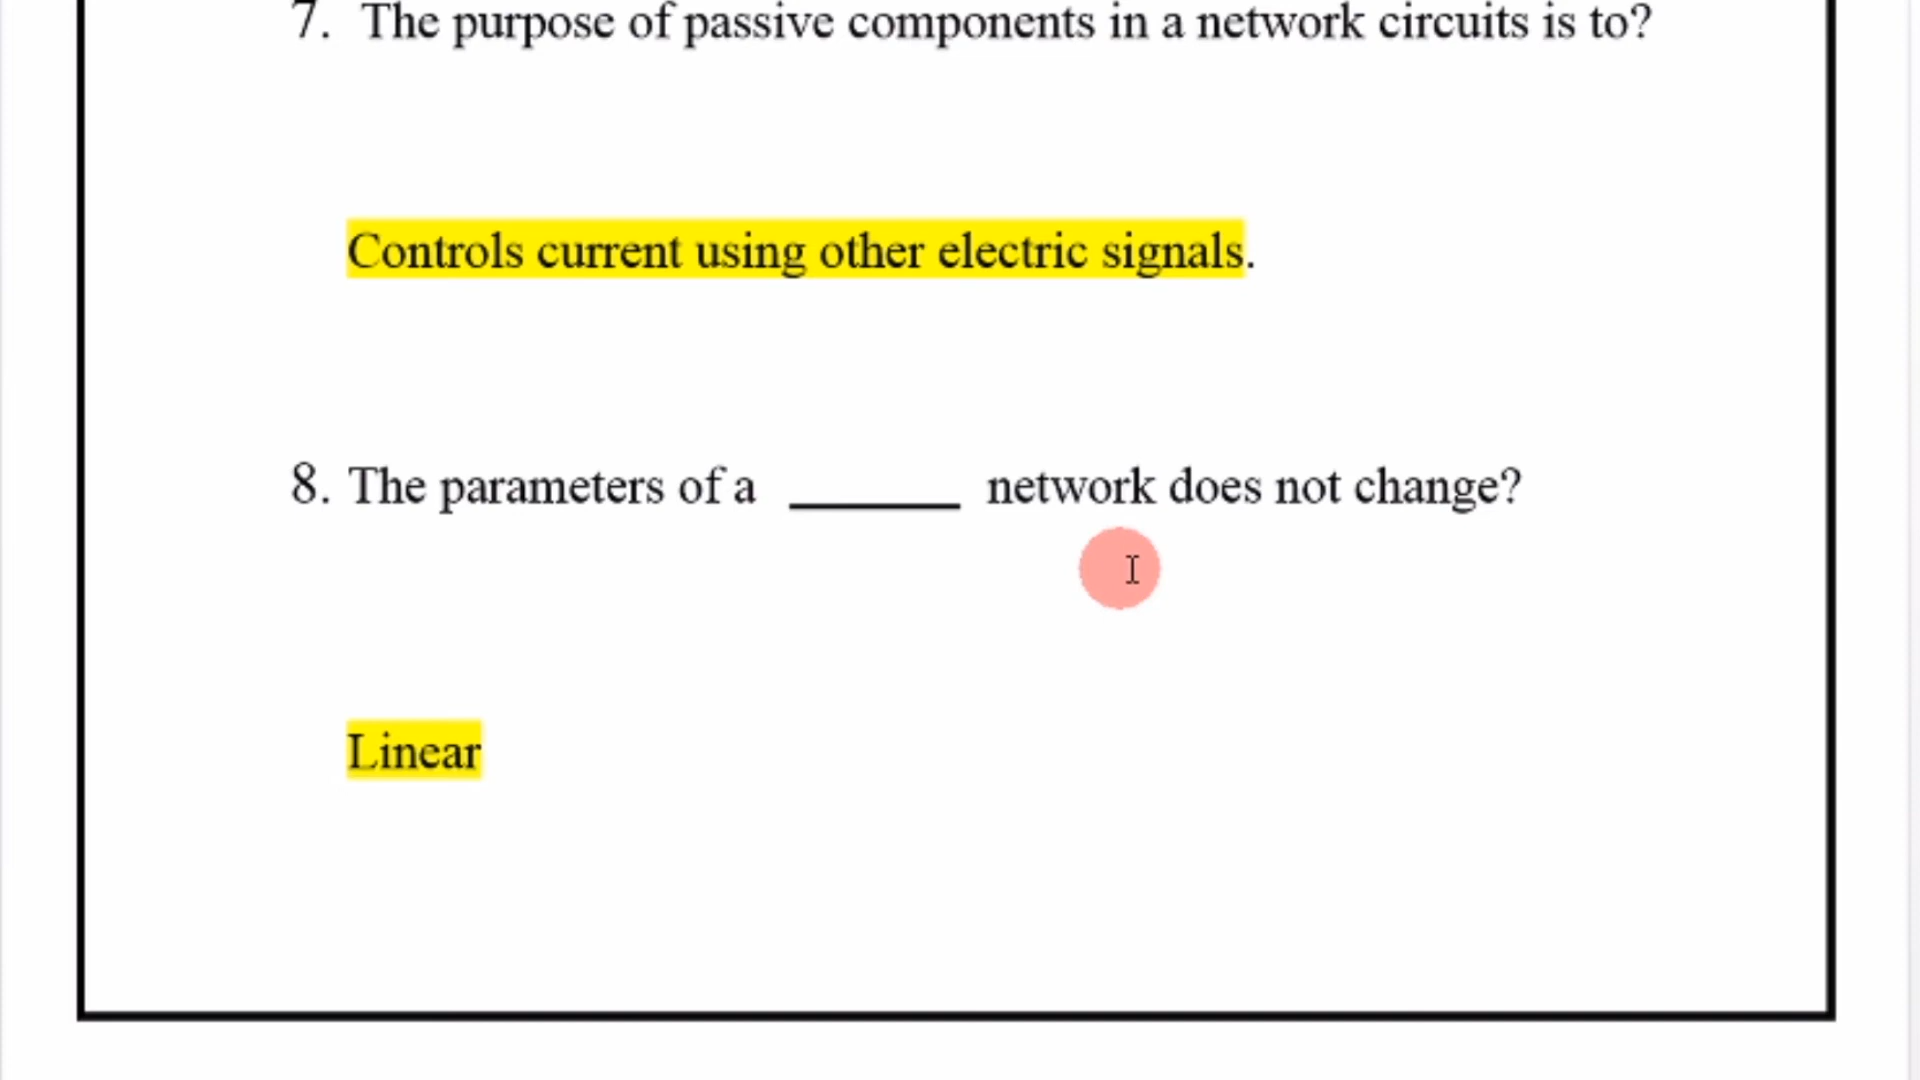 7. The purpose of passive components in a network circuits is to?
Controls current using other electric signals.
8. The parameters of a ______ network does not change?
Linear